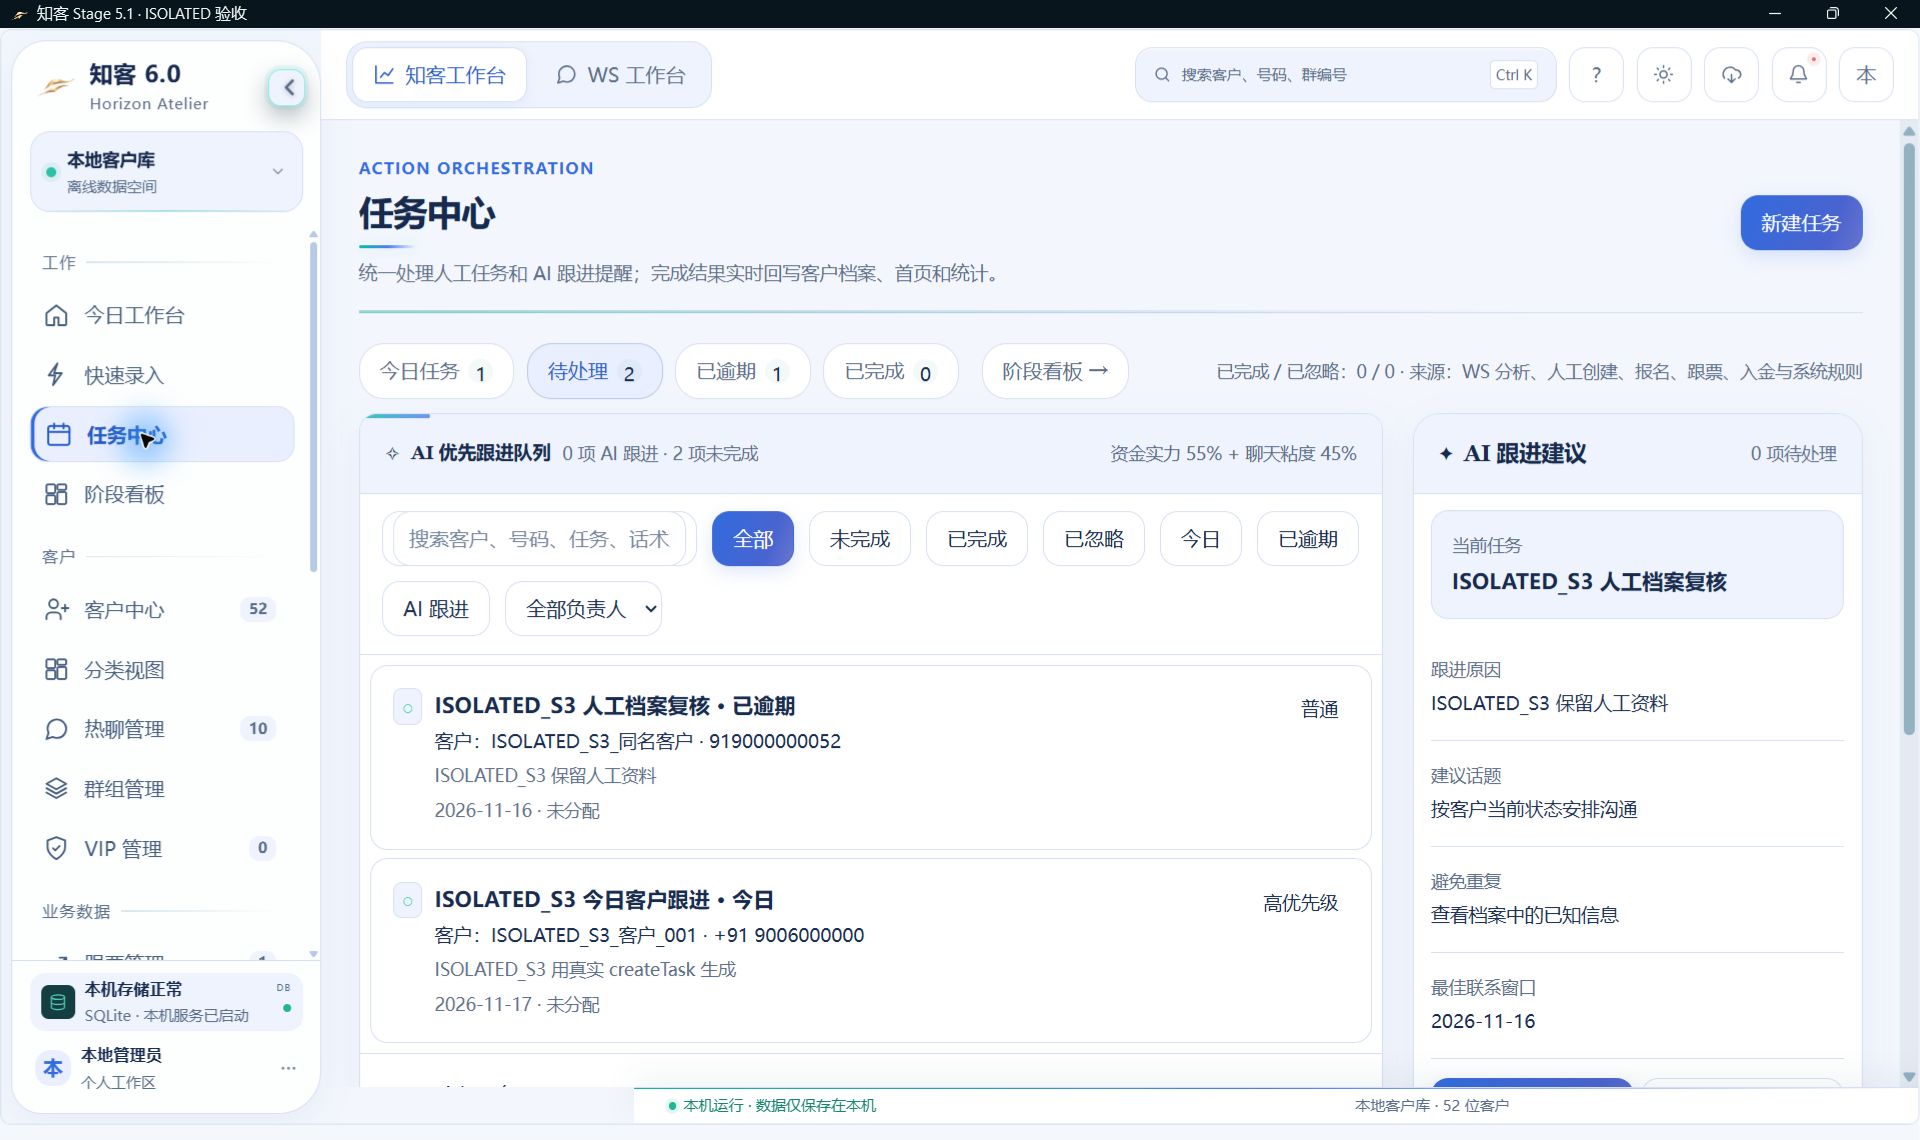 知客 Stage 5.1 · ISOLATED 验收
知客 6.0
Horizon Atelier
本地客户库
离线数据空间
工作
今日工作台
快速录入
任务中心
阶段看板
客户
客户中心 52
分类视图
热聊管理 10
群组管理
VIP 管理 0
业务数据
本机存储正常 DB
SQLite · 本机服务已启动
本 本地管理员
个人工作区
知客工作台 WS 工作台
搜索客户、号码、群编号 Ctrl K ? 本
ACTION ORCHESTRATION
任务中心
新建任务
统一处理人工任务和 AI 跟进提醒；完成结果实时回写客户档案、首页和统计。
今日任务 1 待处理 2 已逾期 1 已完成 0 阶段看板 → 已完成 / 已忽略：0 / 0 · 来源：WS 分析、人工创建、报名、跟票、入金与系统规则
AI 优先跟进队列 0 项 AI 跟进 · 2 项未完成 资金实力 55% + 聊天粘度 45%
搜索客户、号码、任务、话术 全部 未完成 已完成 已忽略 今日 已逾期
AI 跟进 全部负责人
ISOLATED_S3 人工档案复核 • 已逾期 普通
客户：ISOLATED_S3_同名客户 · 919000000052
ISOLATED_S3 保留人工资料
2026-11-16 · 未分配
ISOLATED_S3 今日客户跟进 • 今日 高优先级
客户：ISOLATED_S3_客户_001 · +91 9006000000
ISOLATED_S3 用真实 createTask 生成
2026-11-17 · 未分配
AI 跟进建议 0 项待处理
当前任务
ISOLATED_S3 人工档案复核
跟进原因
ISOLATED_S3 保留人工资料
建议话题
按客户当前状态安排沟通
避免重复
查看档案中的已知信息
最佳联系窗口
2026-11-16
本机运行 · 数据仅保存在本机 本地客户库 · 52 位客户